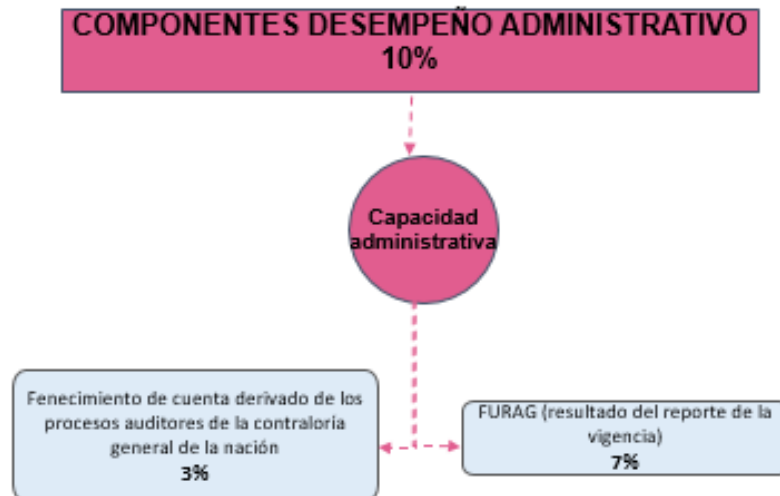 COMPONENTES DESEMPEÑO ADMINISTRATIVO
10%
Capacidad
administrativa
Fenecimiento de cuenta derivado de los
procesos auditores de la contraloría
general de la nación
3%
FURAG (resultado del reporte de la
vigencia)
7%